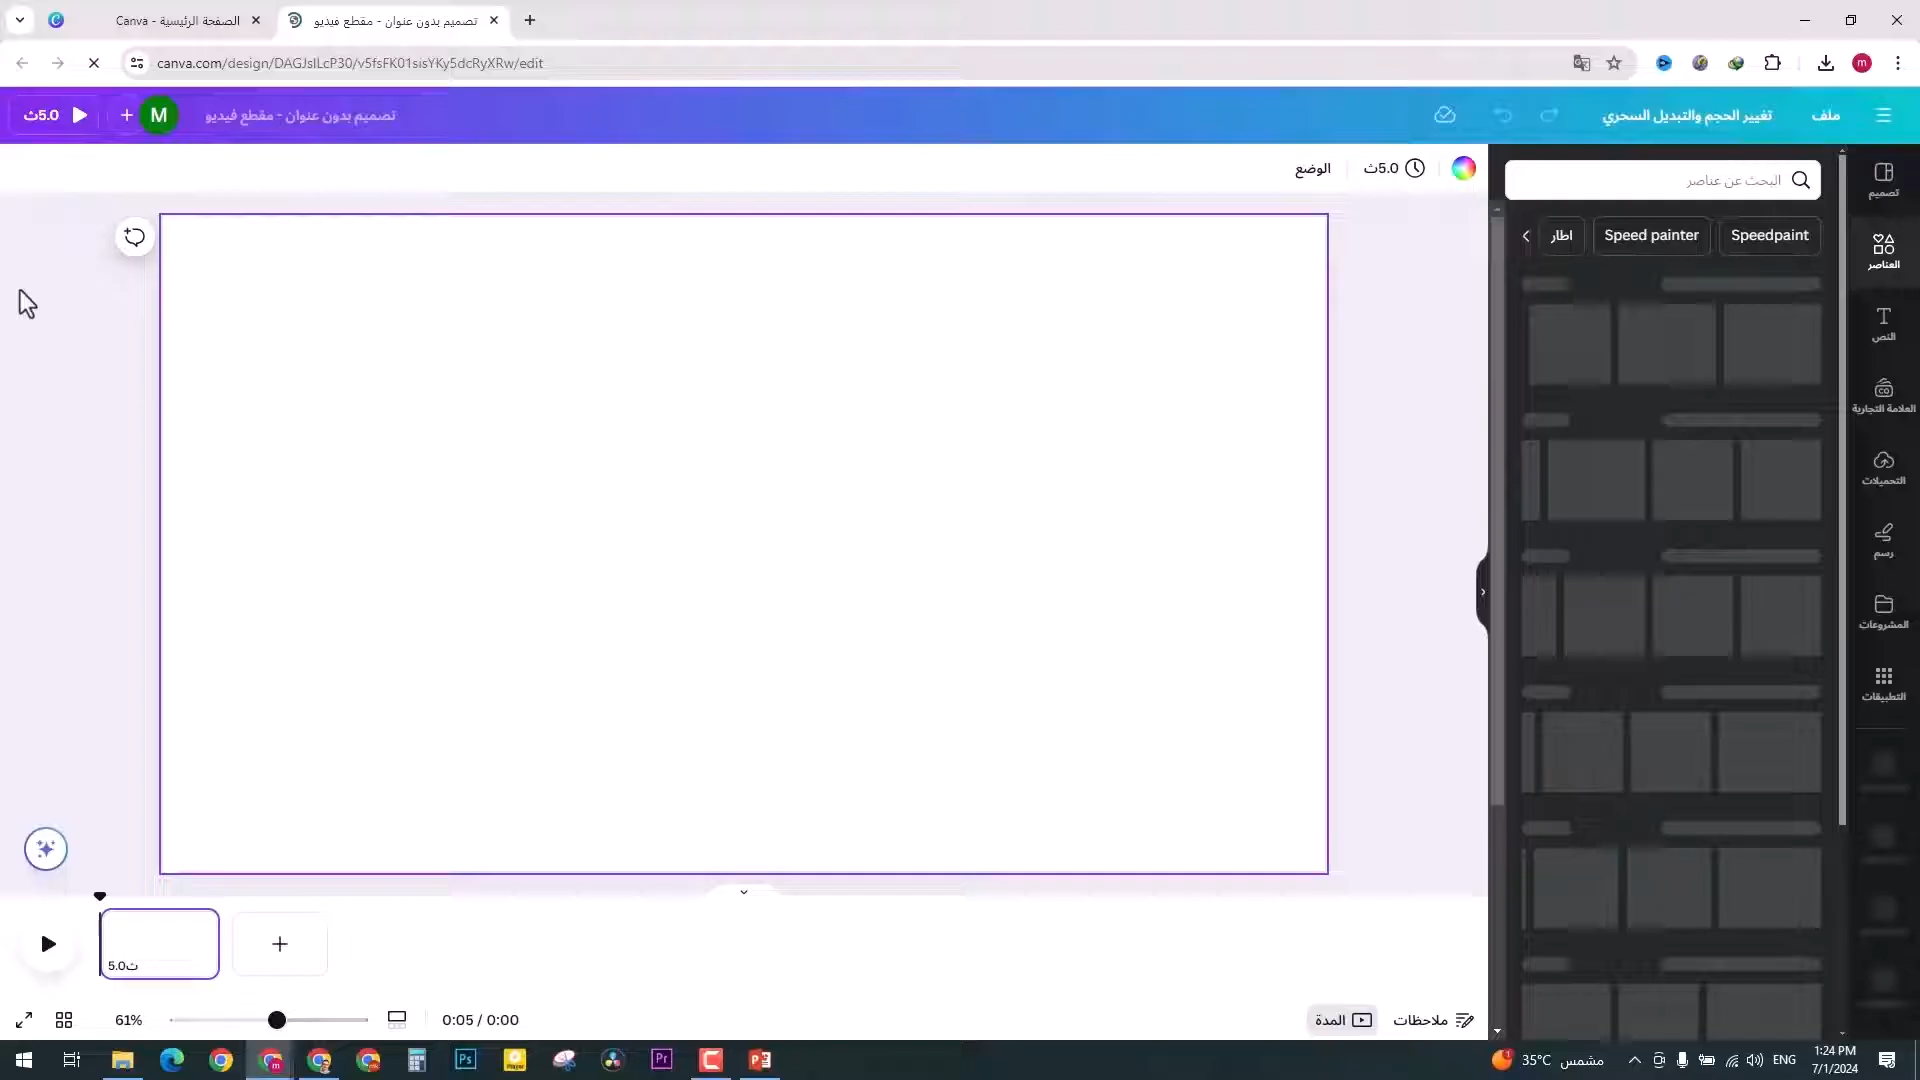 الصفحة الرئيسية - Canva
تصميم بدون عنوان - مقطع فيديو
canva.com/design/DAGJsILcP30/v5fsFK01sisYKy5dcRyXRw/edit
m
ملف
تغيير الحجم والتبديل السحري
تصميم بدون عنوان - مقطع فيديو
M
5.0ث
5.0ث
الوضع
البحث عن عناصر
Speedpaint
Speed painter
اطار
تصميم
العناصر
النص
العلامة التجارية
التحميلات
رسم
المشروعات
التطبيقات
5.0ث
61%
0:05 / 0:00
المدة
ملاحظات
35°C مشمس
ENG
1:24 PM
7/1/2024